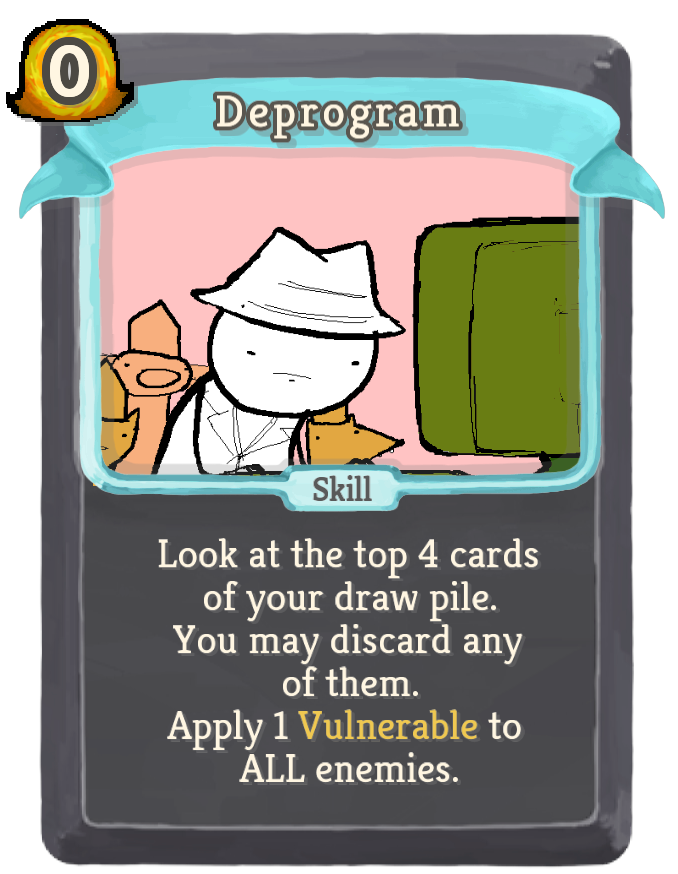 0
Deprogram
Skill
Look at the top 4 cards
of your draw pile.
You may discard any
of them.
Apply 1 Vulnerable to
ALL enemies.